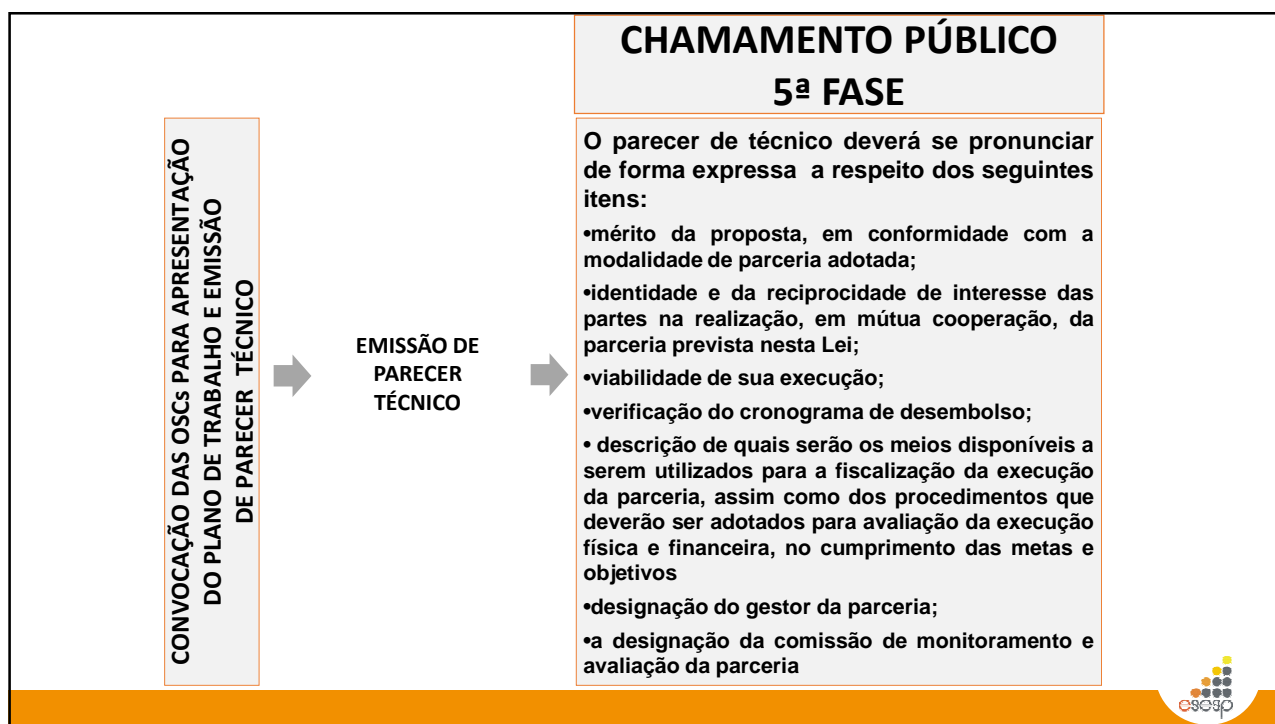 CHAMAMENTO PÚBLICO
5ª FASE
CONVOCAÇÃO DAS OSCs PARA APRESENTAÇÃO
DO PLANO DE TRABALHO E EMISSÃO
DE PARECER TÉCNICO
EMISSÃO DE
PARECER
TÉCNICO
O parecer de técnico deverá se pronunciar
de forma expressa a respeito dos seguintes
itens:
•mérito da proposta, em conformidade com a
modalidade de parceria adotada;
•identidade e da reciprocidade de interesse das
partes na realização, em mútua cooperação, da
parceria prevista nesta Lei;
•viabilidade de sua execução;
•verificação do cronograma de desembolso;
• descrição de quais serão os meios disponíveis a
serem utilizados para a fiscalização da execução
da parceria, assim como dos procedimentos que
deverão ser adotados para avaliação da execução
física e financeira, no cumprimento das metas e
objetivos
•designação do gestor da parceria;
•a designação da comissão de monitoramento e
avaliação da parceria
esesp